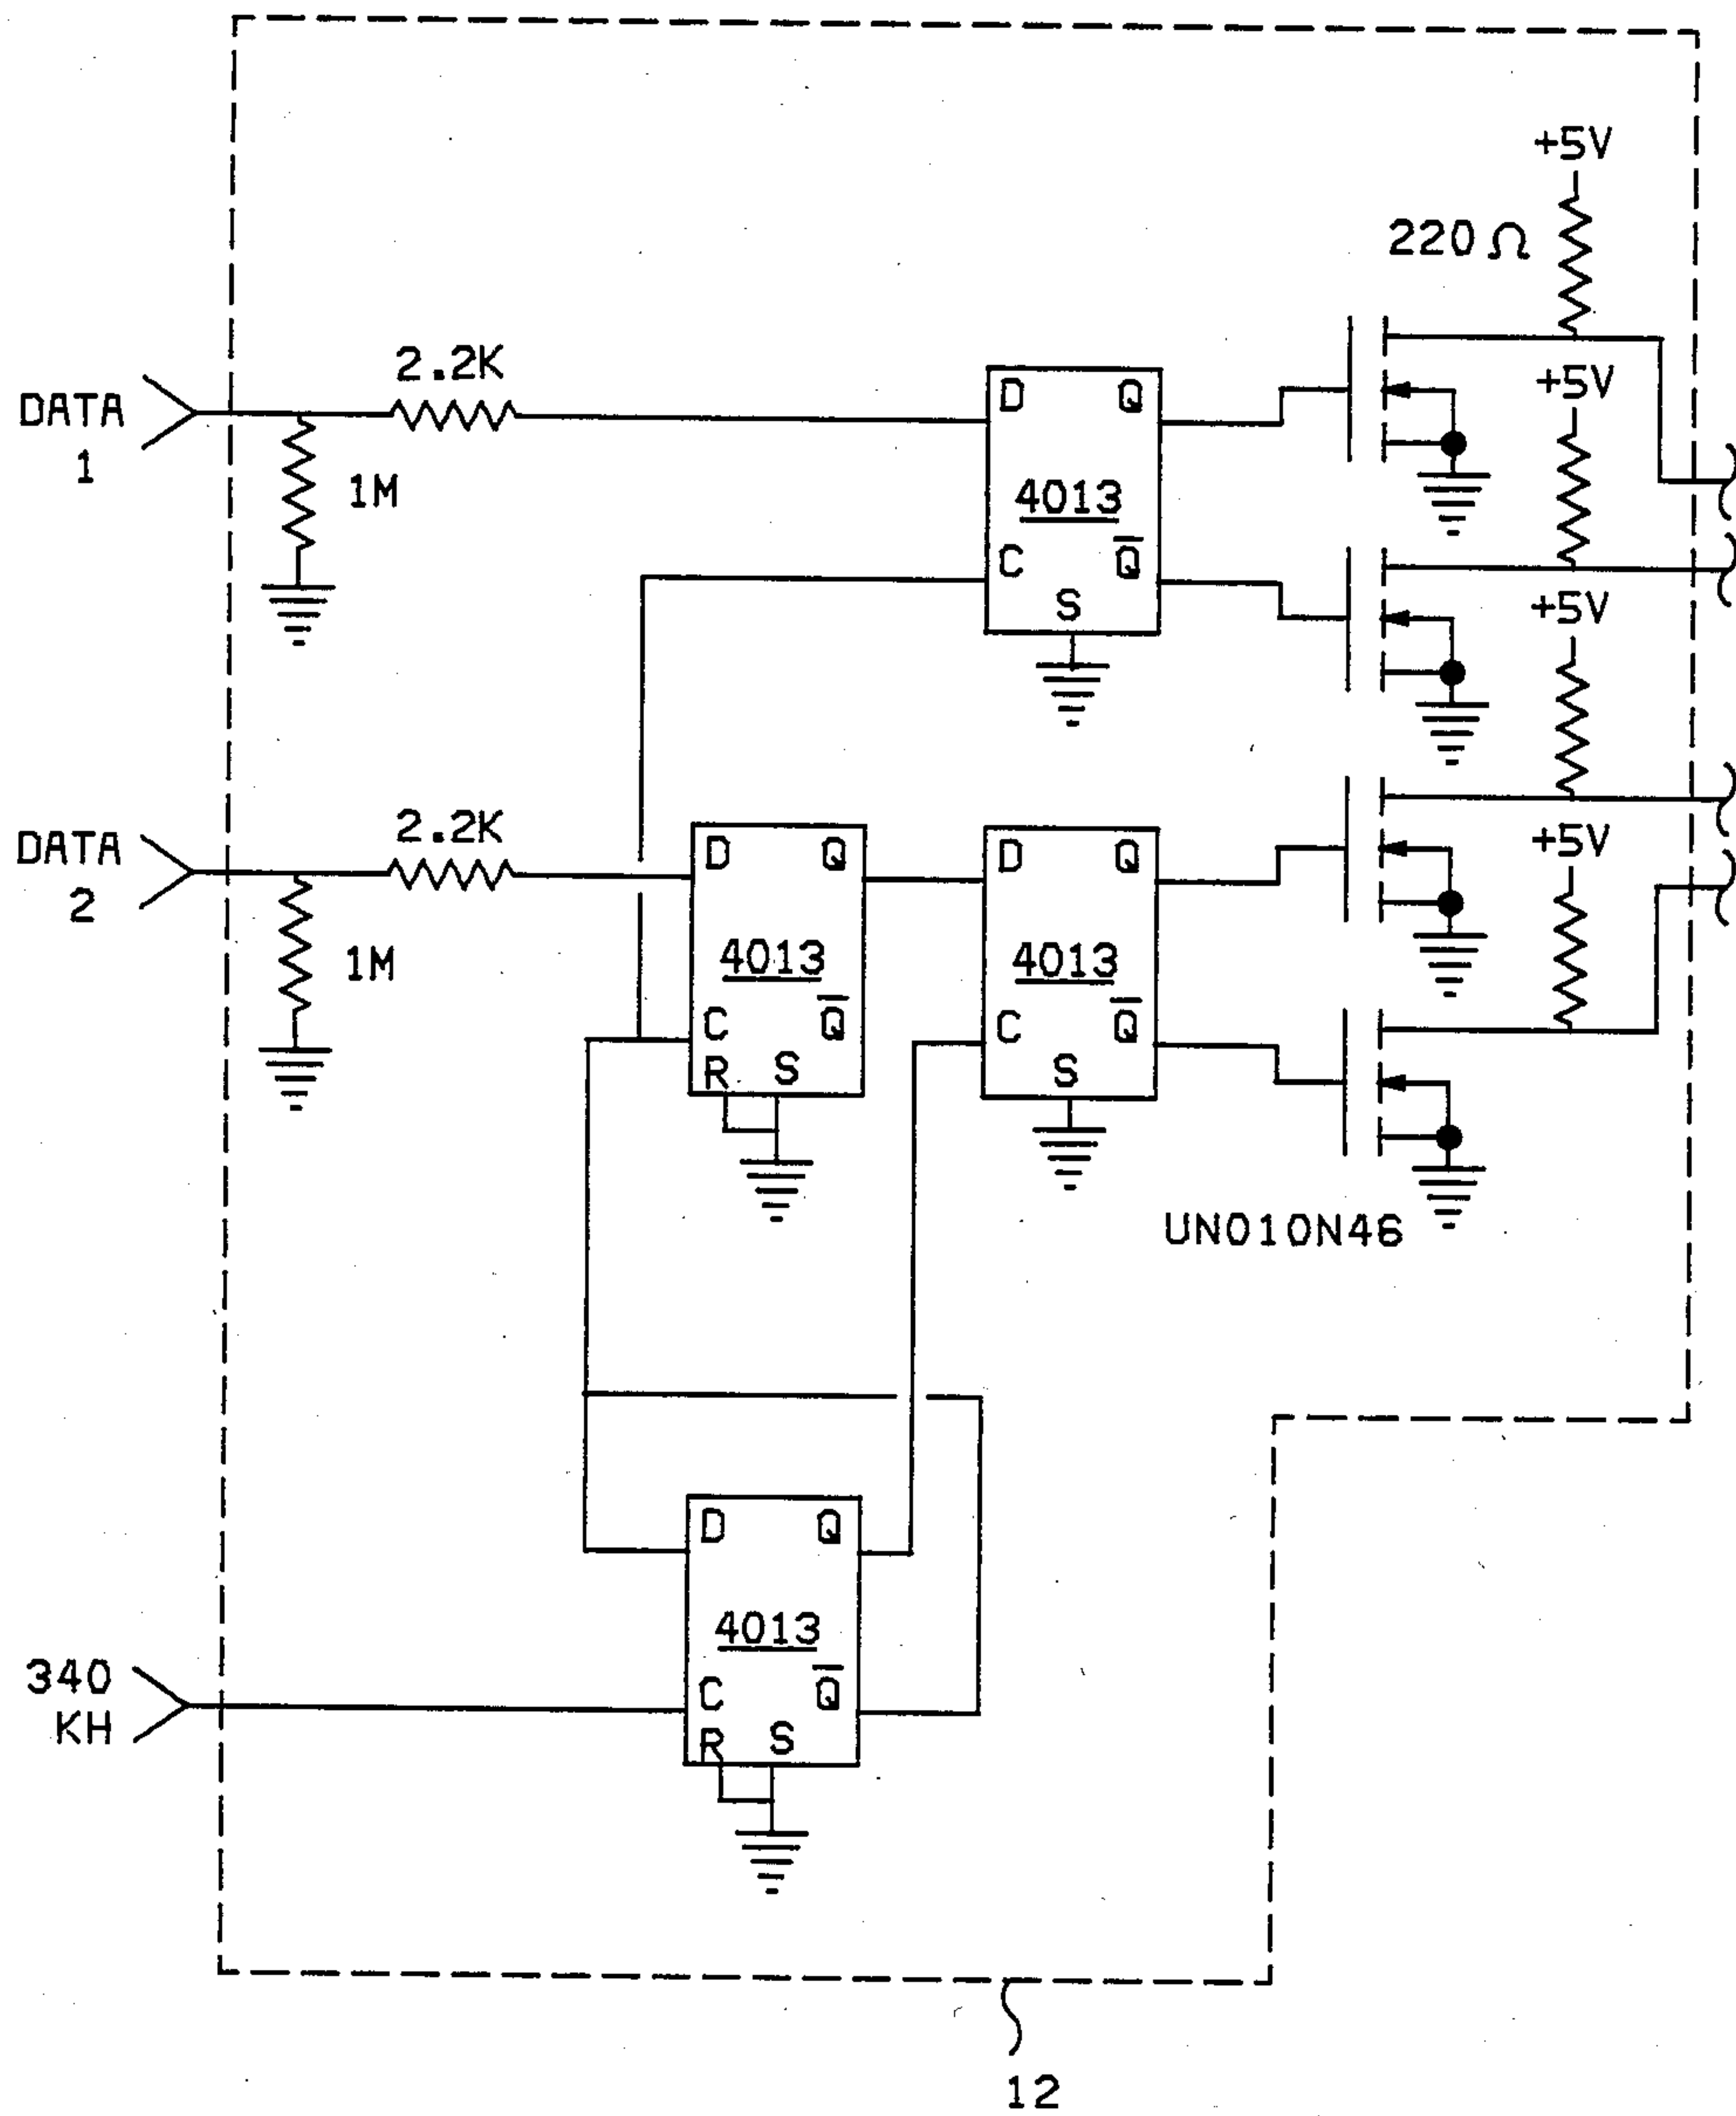 +5V
220 Ω
2.2K
+5V
DATA
1
D Q
1M
4013
C Q̅
S
+5V
2.2K
DATA
2
D Q
D Q
+5V
1M
4013
4013
C Q̅
C Q̅
R S
S
UN010N46
D Q
4013
340
KH
C Q̅
R S
12